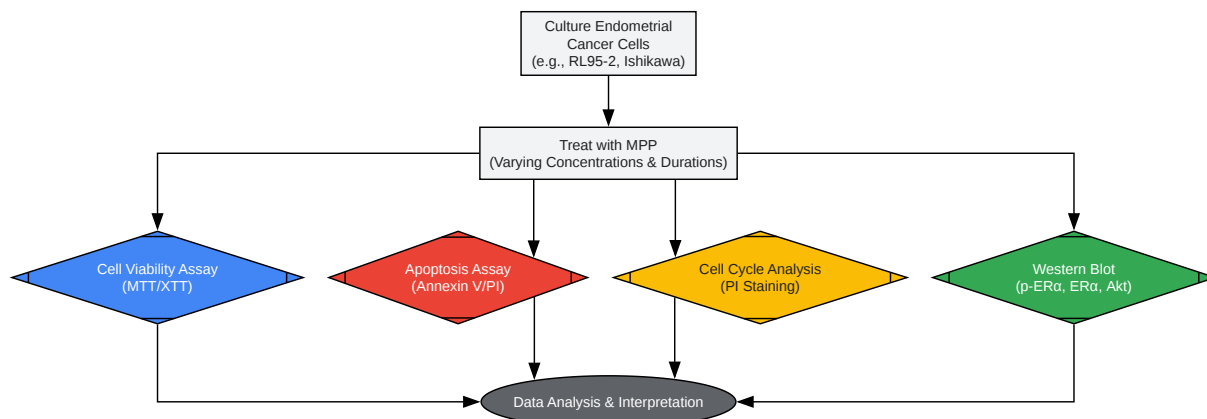 Culture Endometrial
Cancer Cells
(e.g., RL95-2, Ishikawa)
Treat with MPP
(Varying Concentrations & Durations)
Cell Viability Assay
(MTT/XTT)
Apoptosis Assay
(Annexin V/PI)
Cell Cycle Analysis
(PI Staining)
Western Blot
(p-ERα, ERα, Akt)
Data Analysis & Interpretation